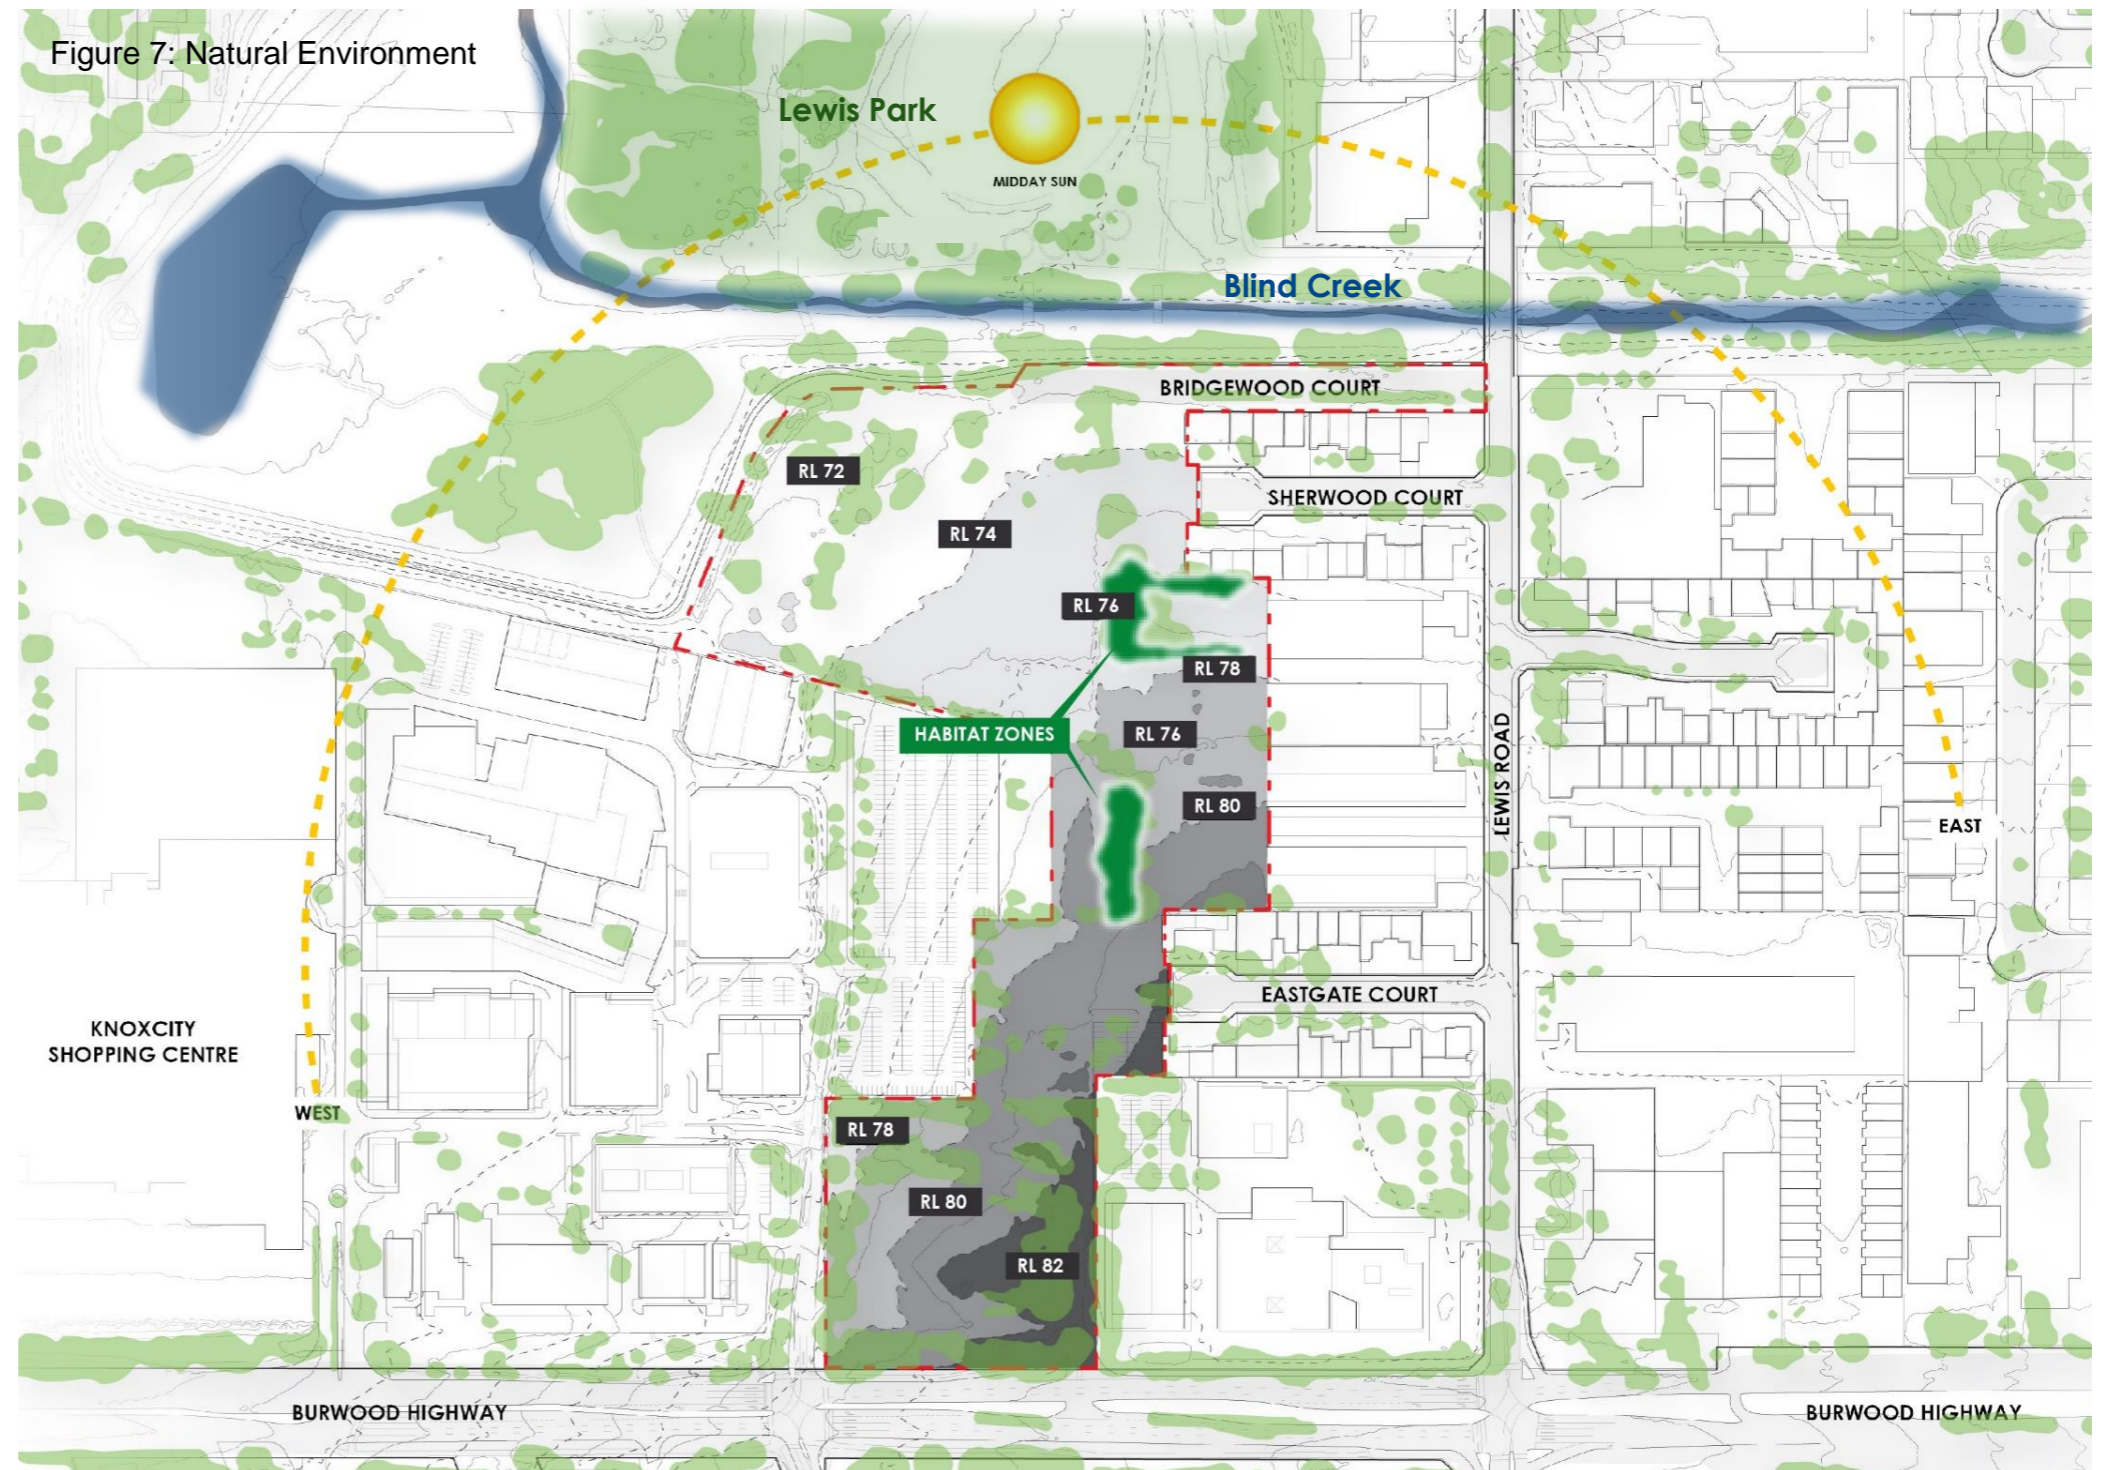 Figure 7: Natural Environment
Lewis Park
MIDDAY SUN
Blind Creek
BRIDGEWOOD COURT
RL 72
SHERWOOD COURT
RL 74
RL 76
RL 78
HABITAT ZONES
RL 76
LEWIS ROAD
RL 80
EAST
EASTGATE COURT
KNOXCITY
SHOPPING CENTRE
WEST
RL 78
RL 80
RL 82
BURWOOD HIGHWAY
BURWOOD HIGHWAY